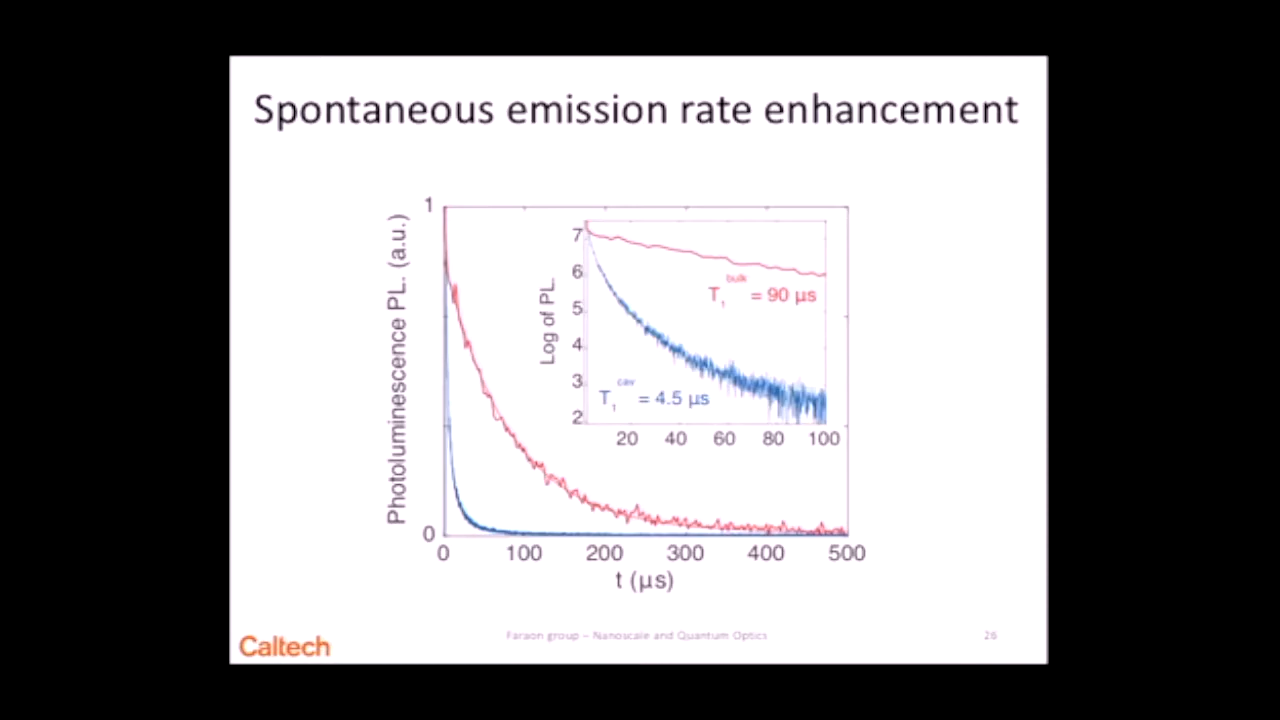 Spontaneous emission rate enhancement
Photoluminescence PL. (a.u.)
1
0
0 100 200 300 400 500
t (µs)
Log of PL.
7
6
5
4
3
2
20 40 60 80 100
T₁ᵇᵘˡᵏ = 90 µs
T₁ᶜᵃᵛ = 4.5 µs
Caltech
Faraon group – Nanoscale and Quantum Optics
26